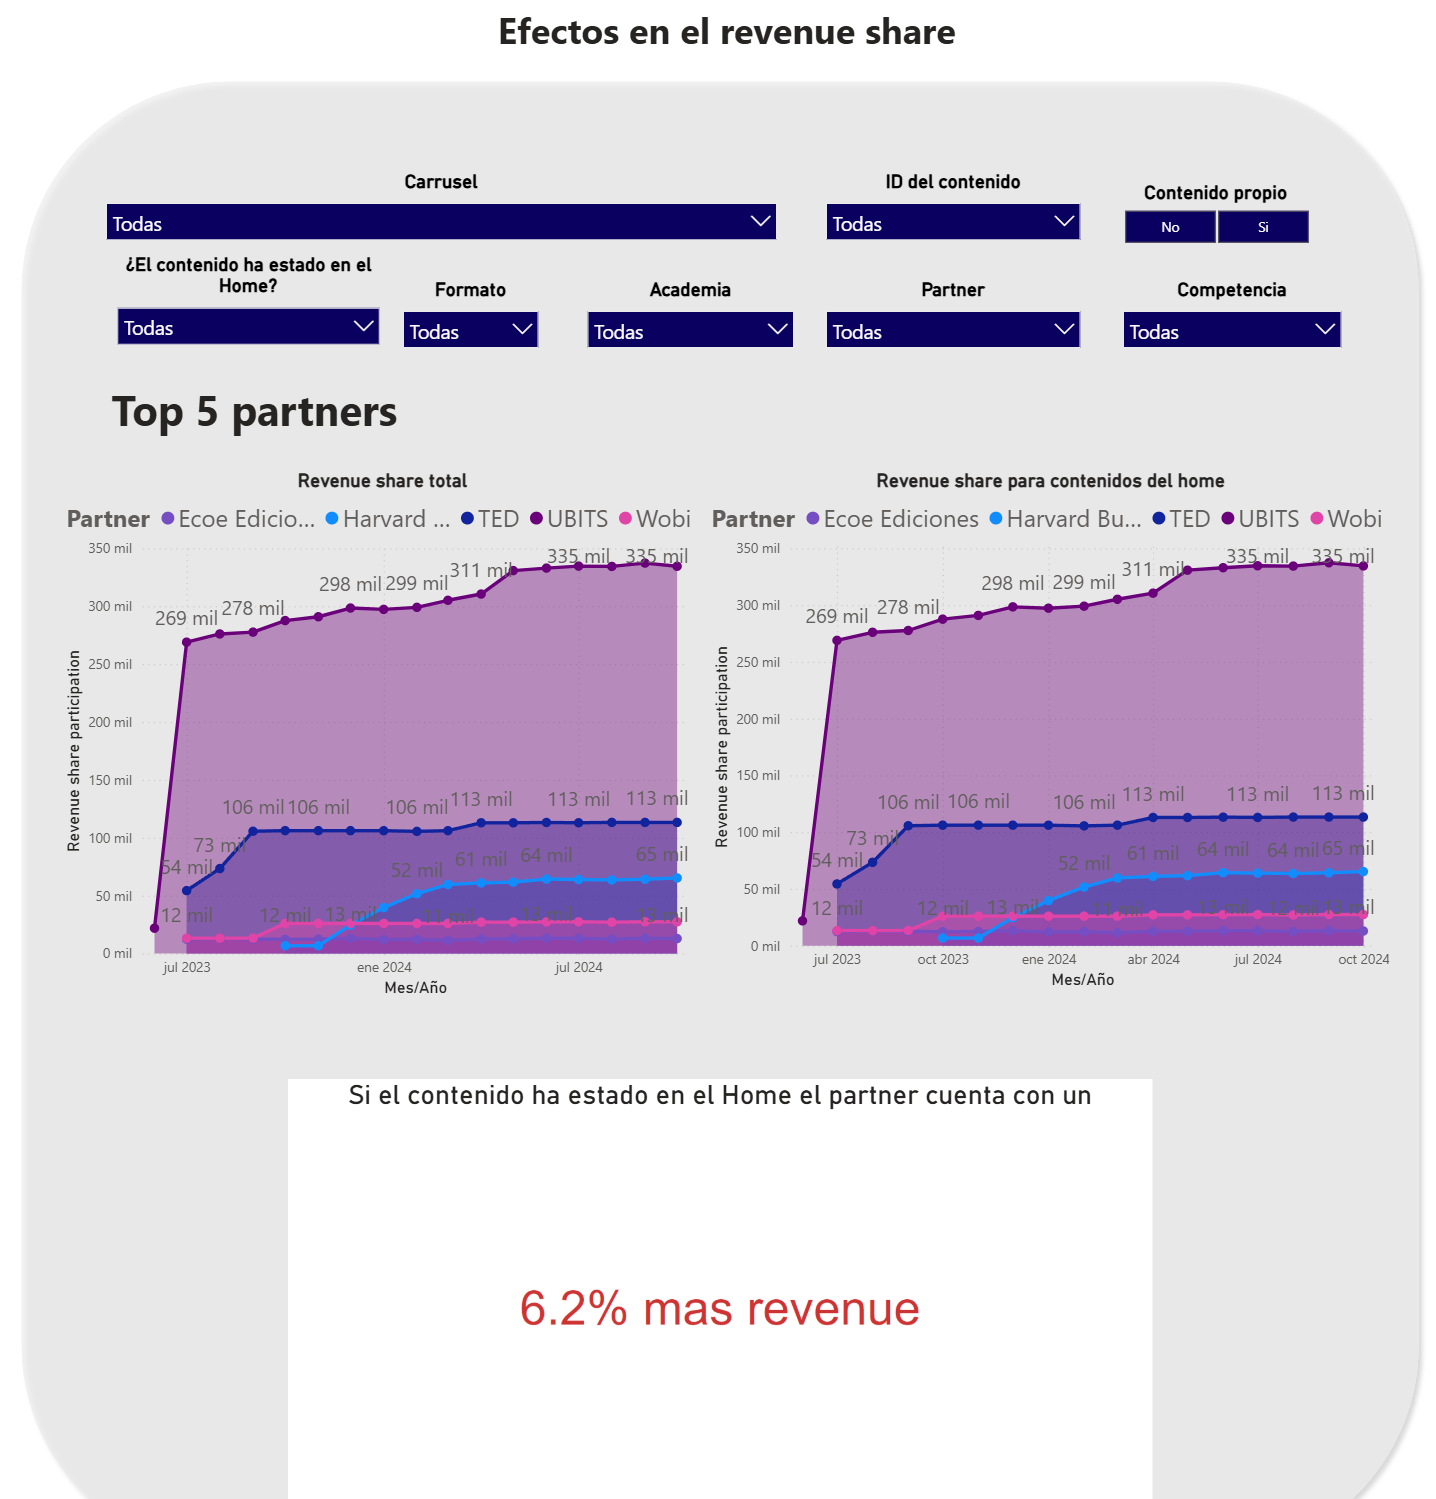 Efectos en el revenue share
Carrusel
Todas
ID del contenido
Todas
Contenido propio
No
Si
¿El contenido ha estado en el
Home?
Todas
Formato
Todas
Academia
Todas
Partner
Todas
Competencia
Todas
Top 5 partners
Revenue share total
Partner Ecoe Edicio... Harvard ... TED UBITS Wobi
Revenue share participation
350 mil
300 mil
250 mil
200 mil
150 mil
100 mil
50 mil
0 mil
269 mil
278 mil
298 mil
299 mil
311 mil
335 mil
335 mil
54 mil
73 mil
106 mil
106 mil
106 mil
113 mil
113 mil
113 mil
52 mil
61 mil
64 mil
65 mil
12 mil
12 mil
13 mil
11 mil
13 mil
13 mil
jul 2023
ene 2024
jul 2024
Mes/Año
Revenue share para contenidos del home
Partner Ecoe Ediciones Harvard Bu... TED UBITS Wobi
Revenue share participation
350 mil
300 mil
250 mil
200 mil
150 mil
100 mil
50 mil
0 mil
269 mil
278 mil
298 mil
299 mil
311 mil
335 mil
335 mil
54 mil
73 mil
106 mil
106 mil
106 mil
113 mil
113 mil
113 mil
52 mil
61 mil
64 mil
64 mil
65 mil
12 mil
12 mil
13 mil
11 mil
13 mil
12 mil
13 mil
jul 2023
oct 2023
ene 2024
abr 2024
jul 2024
oct 2024
Mes/Año
Si el contenido ha estado en el Home el partner cuenta con un
6.2% mas revenue